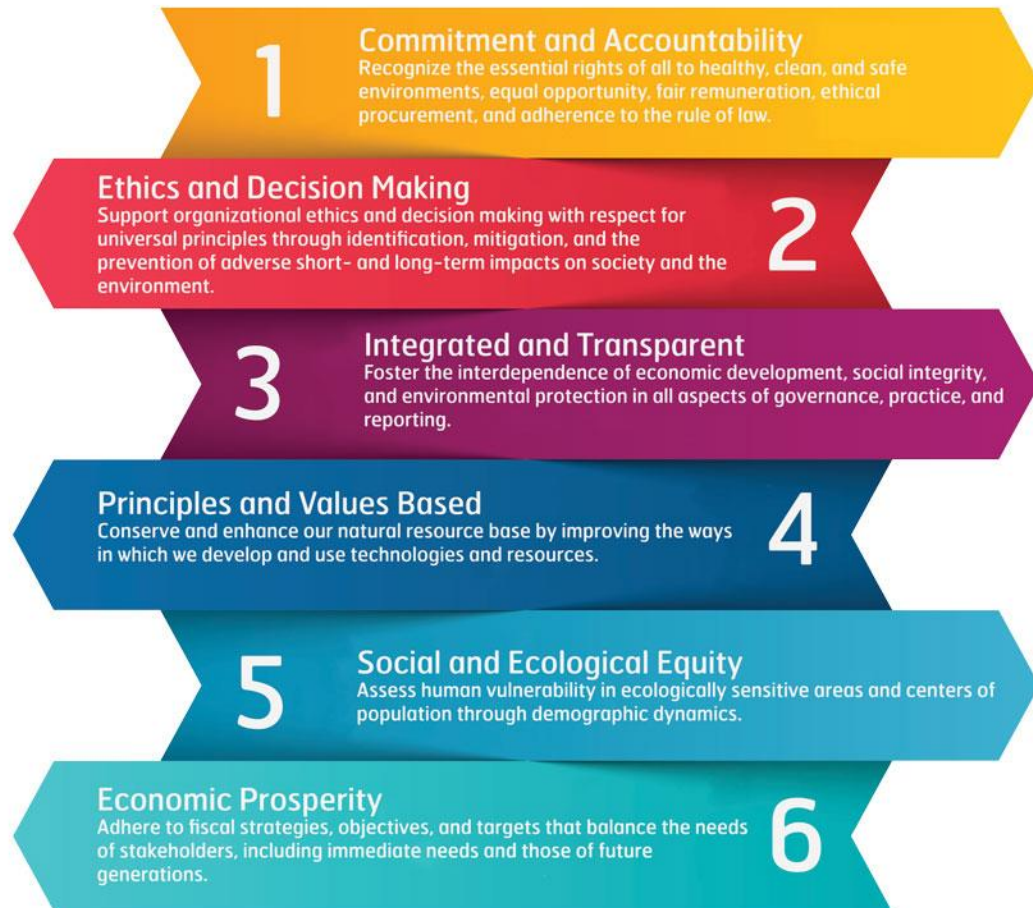 1
Commitment and Accountability
Recognize the essential rights of all to healthy, clean, and safe
environments, equal opportunity, fair remuneration, ethical
procurement, and adherence to the rule of law.
Ethics and Decision Making
Support organizational ethics and decision making with respect for
universal principles through identification, mitigation, and the
prevention of adverse short- and long-term impacts on society and the
environment.
2
3
Integrated and Transparent
Foster the interdependence of economic development, social integrity,
and environmental protection in all aspects of governance, practice, and
reporting.
Principles and Values Based
Conserve and enhance our natural resource base by improving the ways
in which we develop and use technologies and resources.
4
5
Social and Ecological Equity
Assess human vulnerability in ecologically sensitive areas and centers of
population through demographic dynamics.
Economic Prosperity
Adhere to fiscal strategies, objectives, and targets that balance the needs
of stakeholders, including immediate needs and those of future
generations.
6